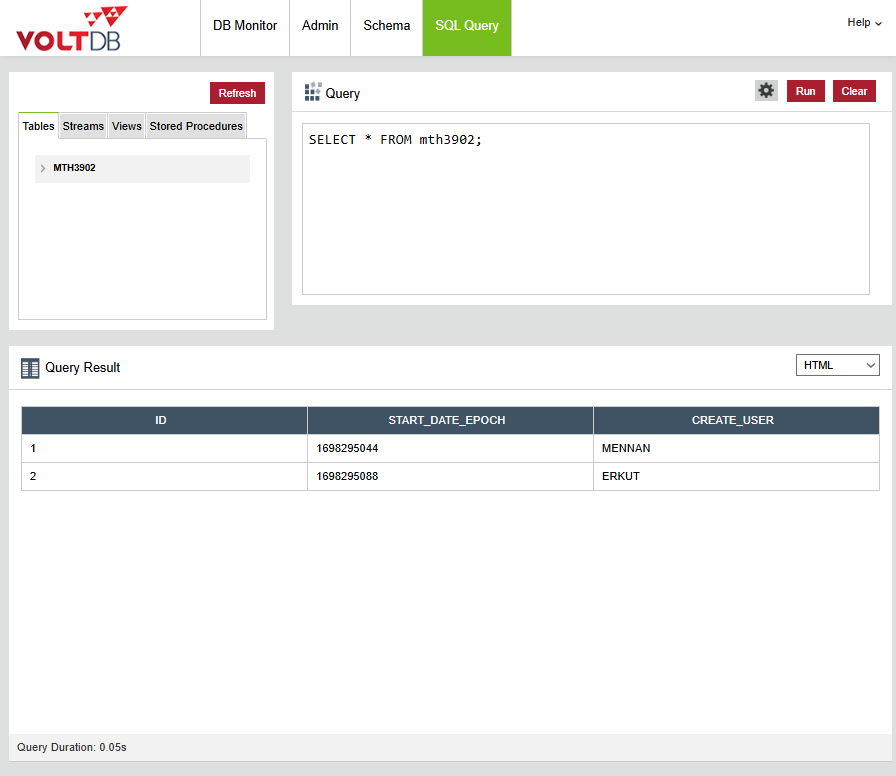 VOLTDB
DB Monitor Admin Schema SQL Query Help
Refresh
Tables Streams Views Stored Procedures
MTH3902
Query Run Clear
SELECT * FROM mth3902;
Query Result HTML
ID START_DATE_EPOCH CREATE_USER
1 1698295044 MENNAN
2 1698295088 ERKUT
Query Duration: 0.05s